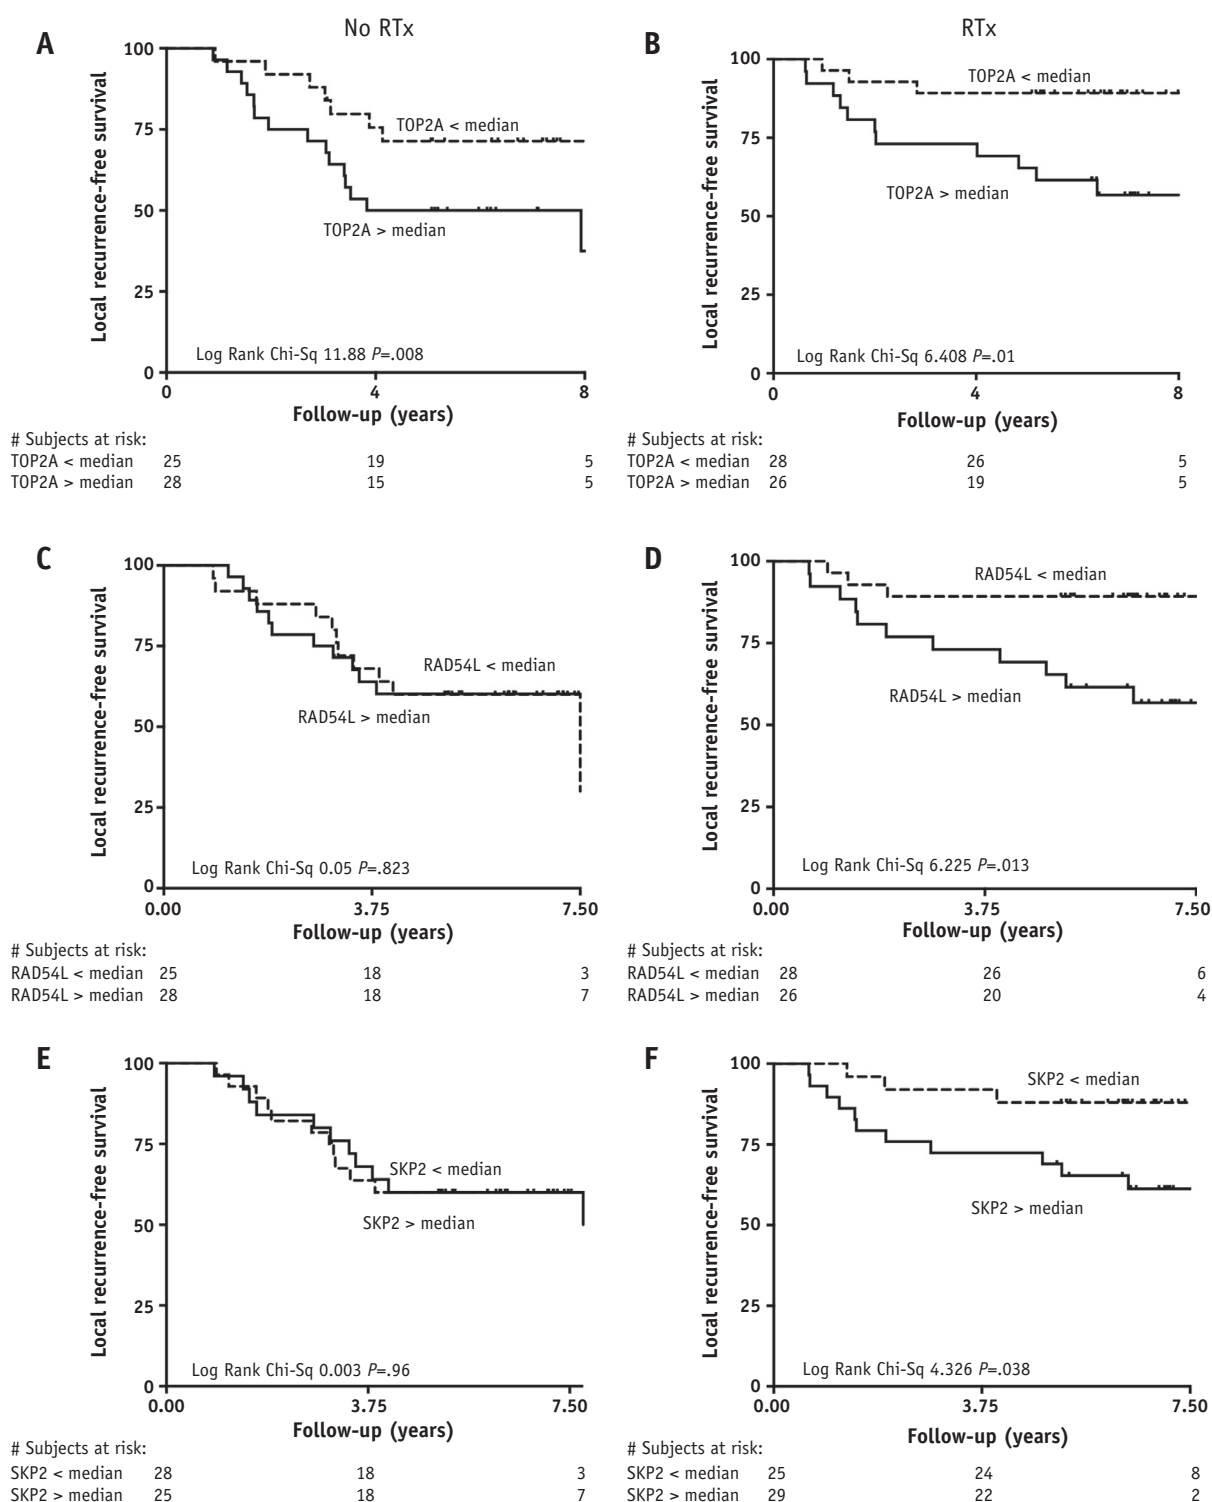 No RTx
RTx
A
Local recurrence-free survival
100
75
50
25
0
TOP2A < median
TOP2A > median
Log Rank Chi-Sq 11.88 P=.008
0 4 8
Follow-up (years)
# Subjects at risk:
TOP2A < median 25 19 5
TOP2A > median 28 15 5
B
Local recurrence-free survival
100
75
50
25
0
TOP2A < median
TOP2A > median
Log Rank Chi-Sq 6.408 P=.01
0 4 8
Follow-up (years)
# Subjects at risk:
TOP2A < median 28 26 5
TOP2A > median 26 19 5
C
Local recurrence-free survival
100
75
50
25
0
RAD54L < median
RAD54L > median
Log Rank Chi-Sq 0.05 P=.823
0.00 3.75 7.50
Follow-up (years)
# Subjects at risk:
RAD54L < median 25 18 3
RAD54L > median 28 18 7
D
Local recurrence-free survival
100
75
50
25
0
RAD54L < median
RAD54L > median
Log Rank Chi-Sq 6.225 P=.013
0.00 3.75 7.50
Follow-up (years)
# Subjects at risk:
RAD54L < median 28 26 6
RAD54L > median 26 20 4
E
Local recurrence-free survival
100
75
50
25
0
SKP2 < median
SKP2 > median
Log Rank Chi-Sq 0.003 P=.96
0.00 3.75 7.50
Follow-up (years)
# Subjects at risk:
SKP2 < median 28 18 3
SKP2 > median 25 18 7
F
Local recurrence-free survival
100
75
50
25
0
SKP2 < median
SKP2 > median
Log Rank Chi-Sq 4.326 P=.038
0.00 3.75 7.50
Follow-up (years)
# Subjects at risk:
SKP2 < median 25 24 8
SKP2 > median 29 22 2